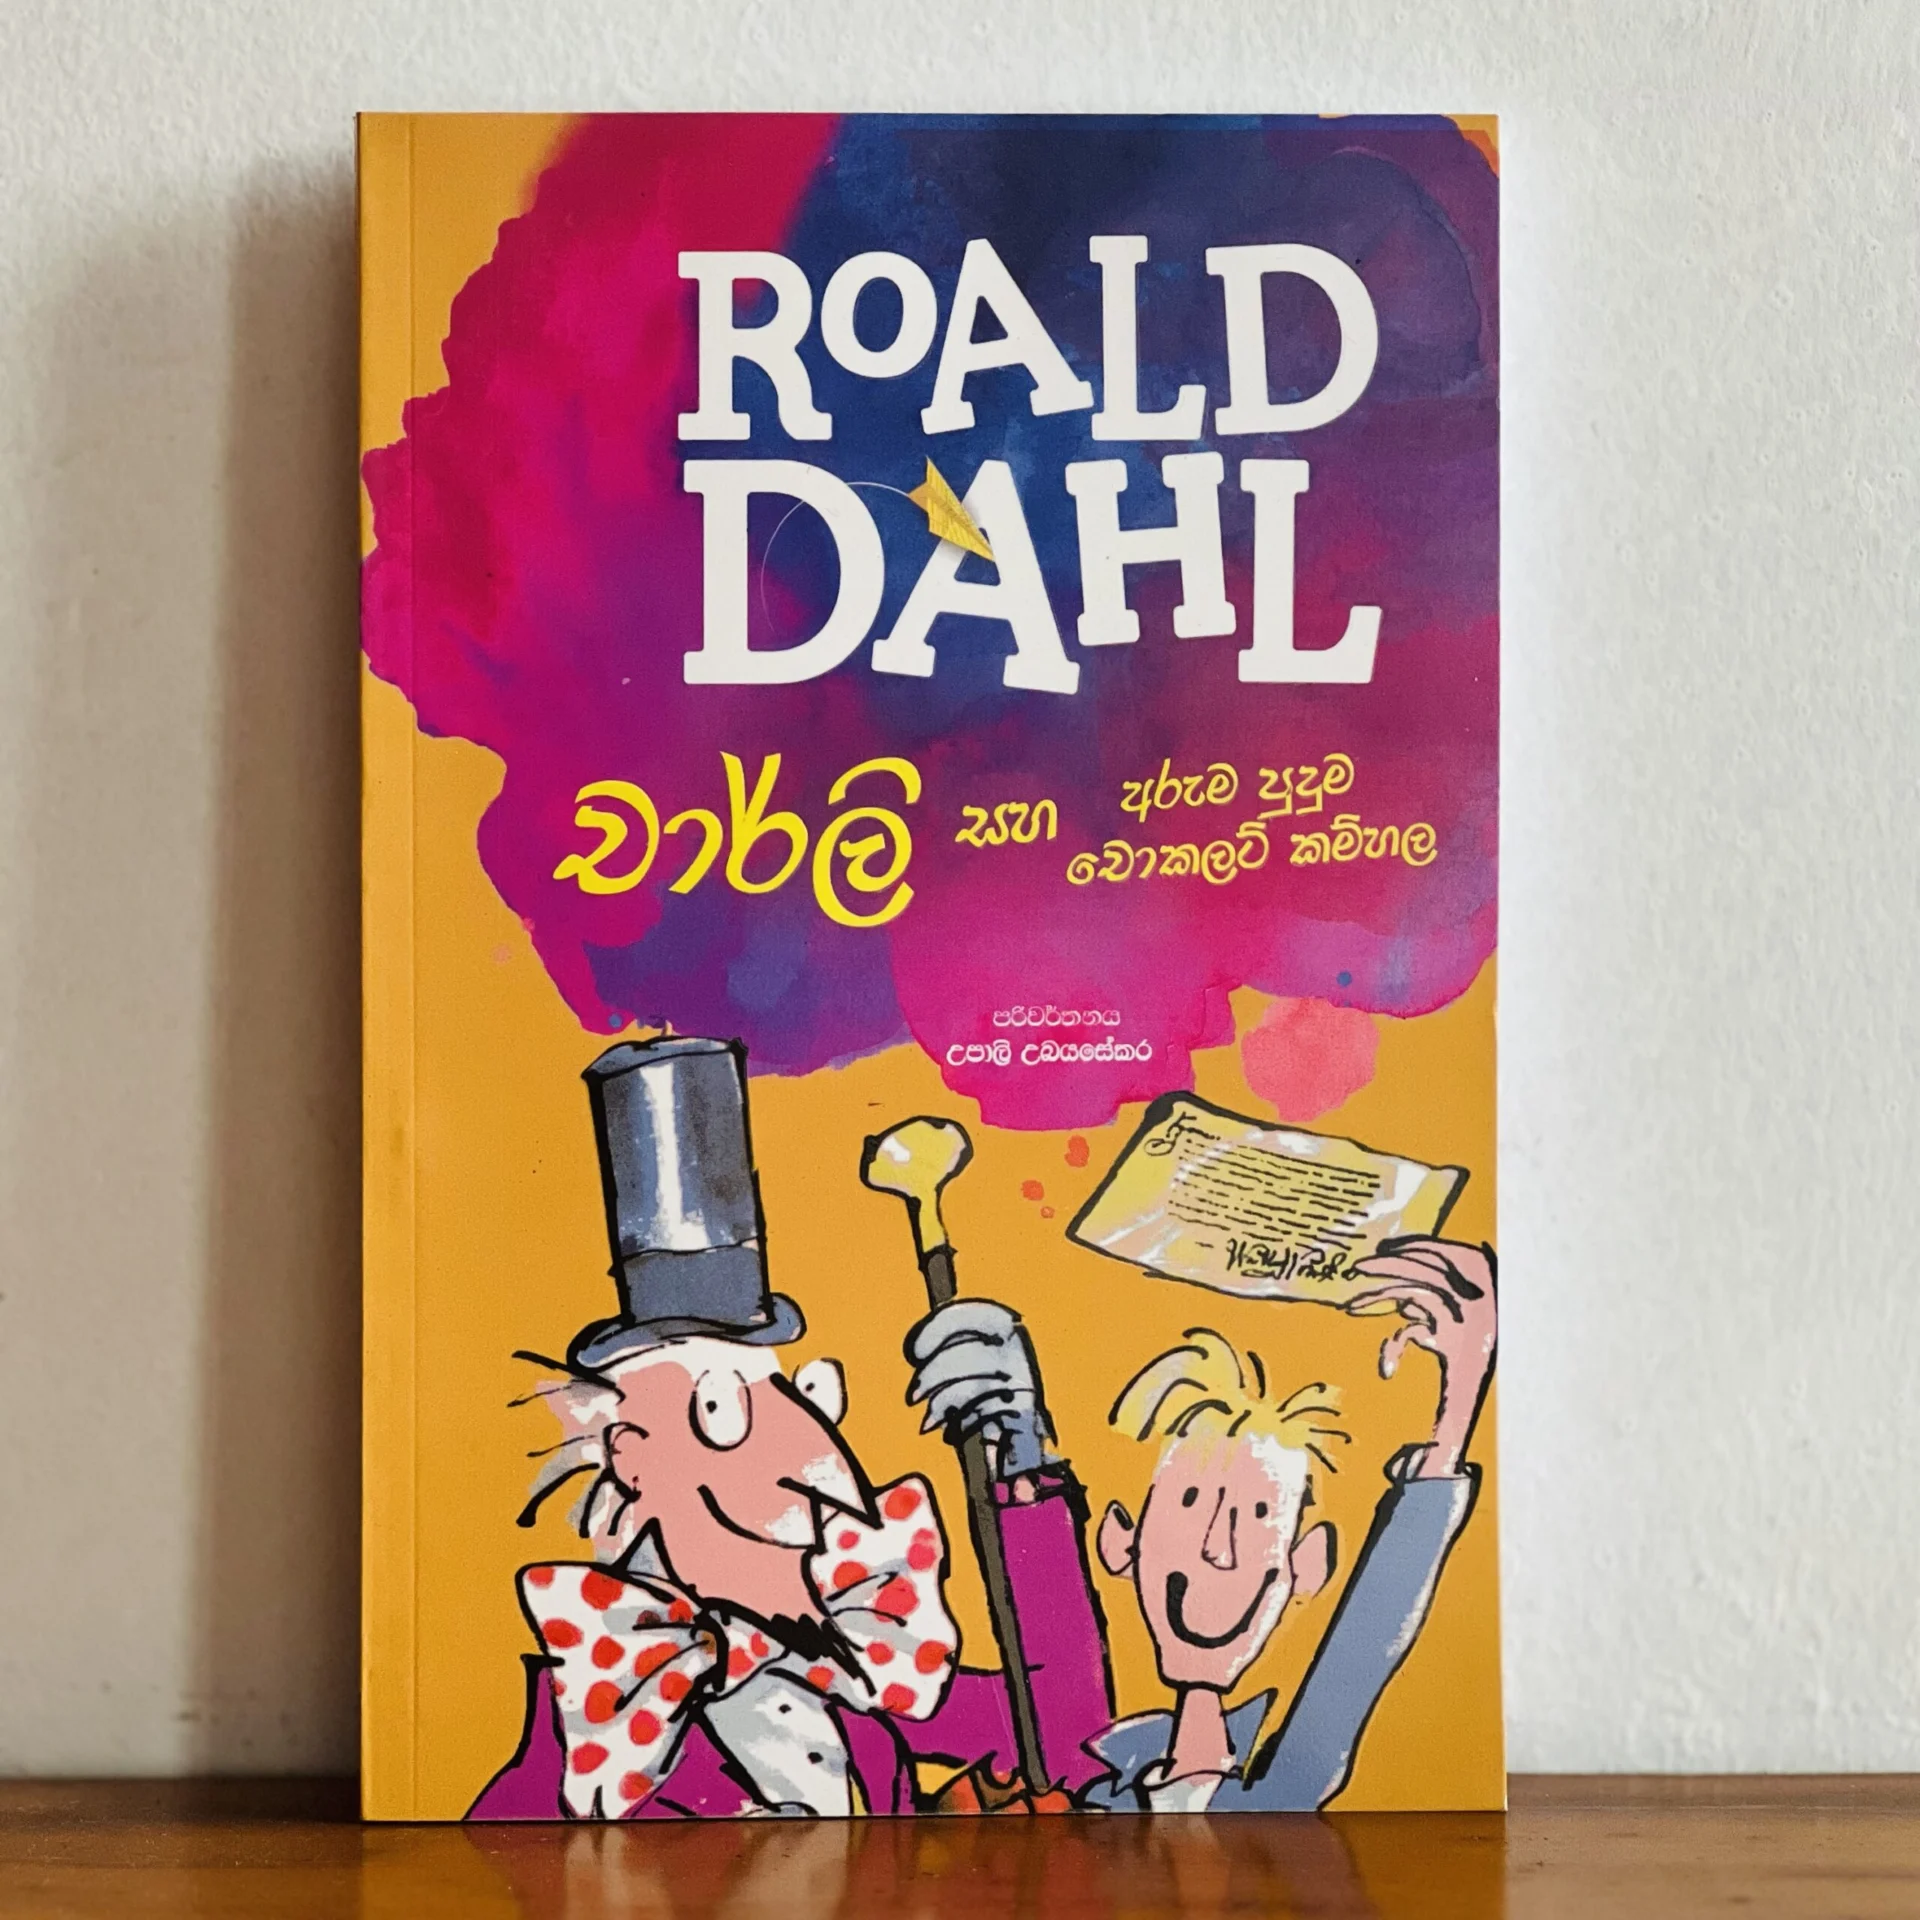 ROALD
DAHL
චාර්ලි සහ අරුම පුදුම
චොකලට් කම්හල
පරිවර්තනය
උපාලි උබයසේකර